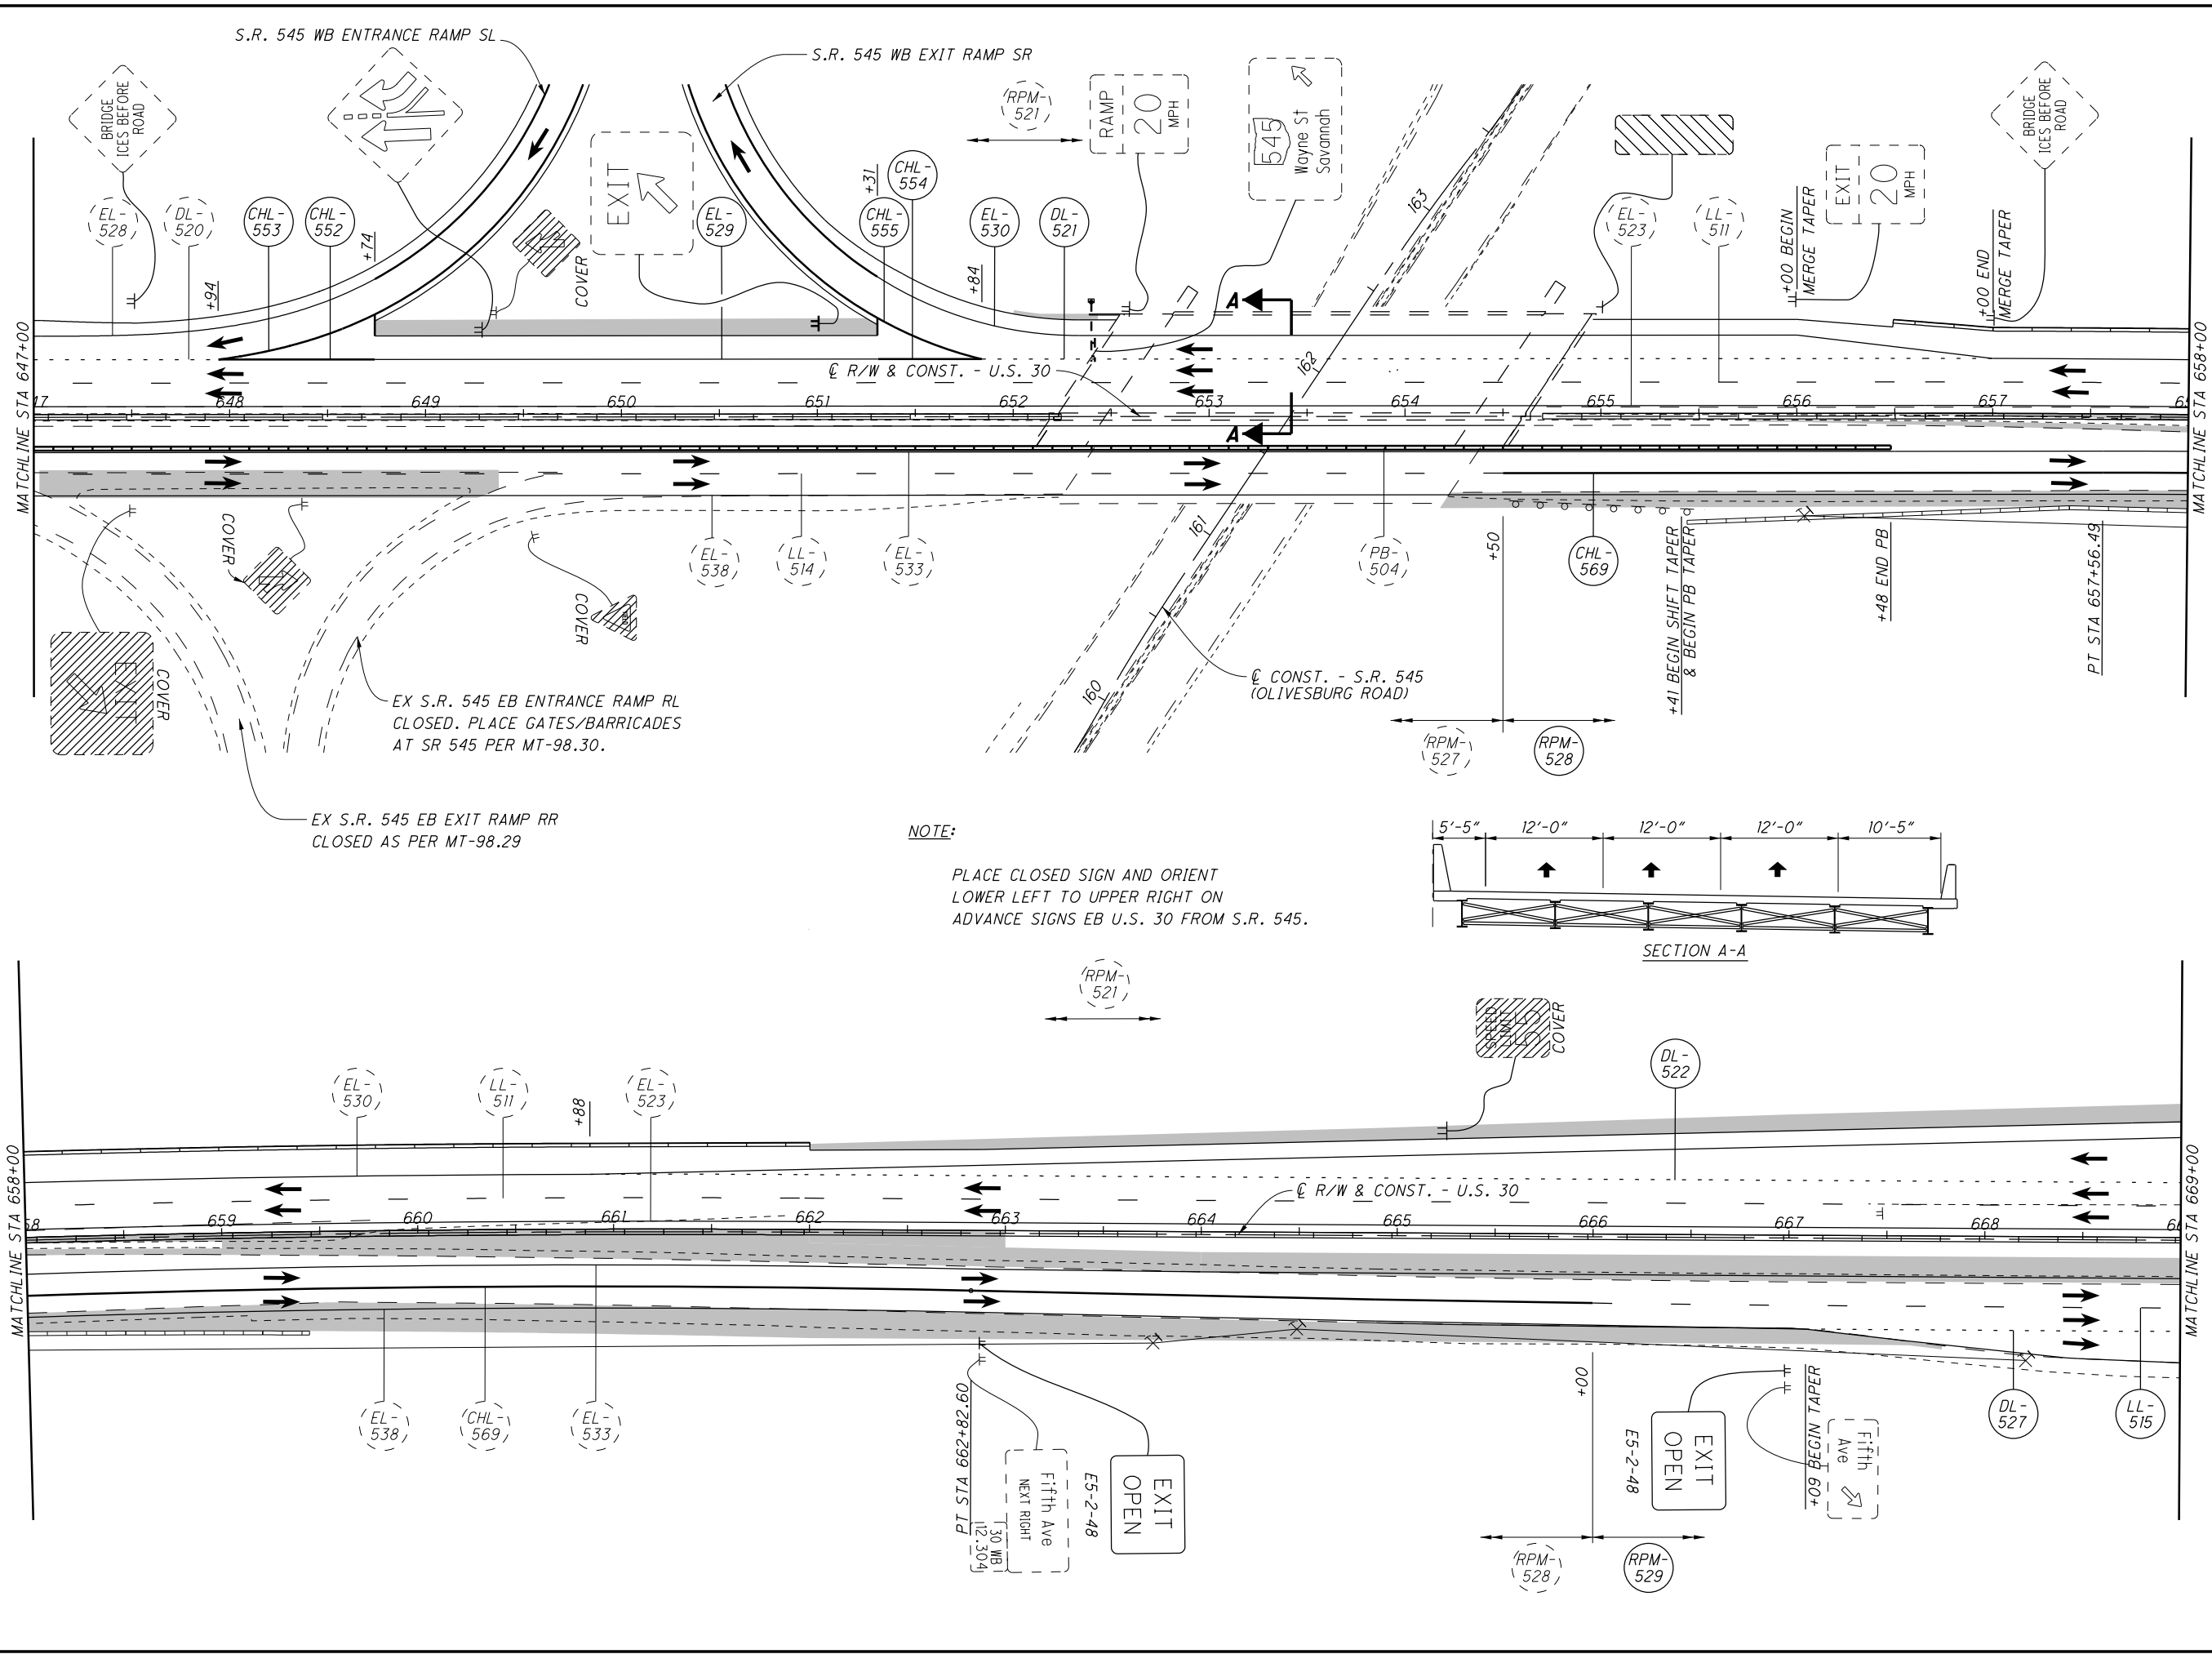 S.R. 545 WB ENTRANCE RAMP SL
S.R. 545 WB EXIT RAMP SR
BRIDGE
ICES BEFORE
ROAD
RPM-
521
RAMP
20
MPH
545
Wayne St
Savannah
BRIDGE
ICES BEFORE
ROAD
EXIT
20
MPH
EXIT
COVER
EL-
528
DL-
520
CHL-
553
CHL-
552
+94
+74
EL-
529
+31
CHL-
554
CHL-
555
EL-
530
+84
DL-
521
EL-
523
LL-
511
+00 BEGIN
MERGE TAPER
+00 END
MERGE TAPER
A
163
162
℄ R/W & CONST. - U.S. 30
MATCHLINE STA 647+00
MATCHLINE STA 658+00
648
649
650
651
652
653
654
655
656
657
A
161
160
COVER
COVER
COVER
EXIT
EL-
538
LL-
514
EL-
533
PB-
504
+50
CHL-
569
+41 BEGIN SHIFT TAPER
& BEGIN PB TAPER
+48 END PB
PT STA 657+56.49
EX S.R. 545 EB ENTRANCE RAMP RL
CLOSED. PLACE GATES/BARRICADES
AT SR 545 PER MT-98.30.
℄ CONST. - S.R. 545
(OLIVESBURG ROAD)
RPM-
527
RPM-
528
EX S.R. 545 EB EXIT RAMP RR
CLOSED AS PER MT-98.29
NOTE:
PLACE CLOSED SIGN AND ORIENT
LOWER LEFT TO UPPER RIGHT ON
ADVANCE SIGNS EB U.S. 30 FROM S.R. 545.
5'-5"
12'-0"
12'-0"
12'-0"
10'-5"
SECTION A-A
RPM-
521
SPEED
LIMIT
55
COVER
EL-
530
LL-
511
+88
EL-
523
DL-
522
℄ R/W & CONST. - U.S. 30
MATCHLINE STA 658+00
MATCHLINE STA 669+00
659
660
661
662
663
664
665
666
667
668
EL-
538
CHL-
569
EL-
533
PT STA 662+82.60
30 WB
12.304
Fifth Ave
NEXT RIGHT
E5-2-48
EXIT
OPEN
+00
E5-2-48
EXIT
OPEN
+09 BEGIN TAPER
Fifth
Ave
DL-
527
LL-
515
RPM-
528
RPM-
529